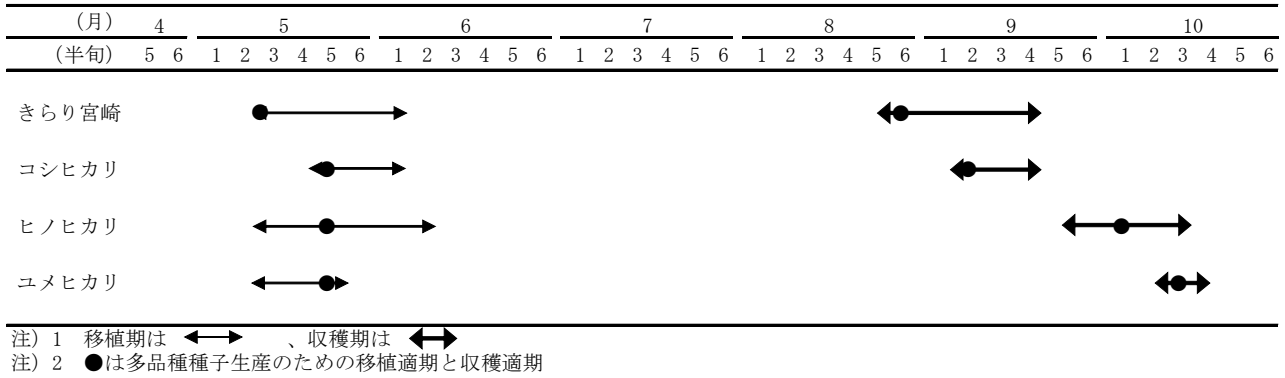 (月) 4 5 6 7 8 9 10
(半旬) 5 6 1 2 3 4 5 6 1 2 3 4 5 6 1 2 3 4 5 6 1 2 3 4 5 6 1 2 3 4 5 6 1 2 3 4 5 6
きらり宮崎
コシヒカリ
ヒノヒカリ
ユメヒカリ
注) 1 移植期は 、収穫期は
注) 2 ●は多品種種子生産のための移植適期と収穫適期